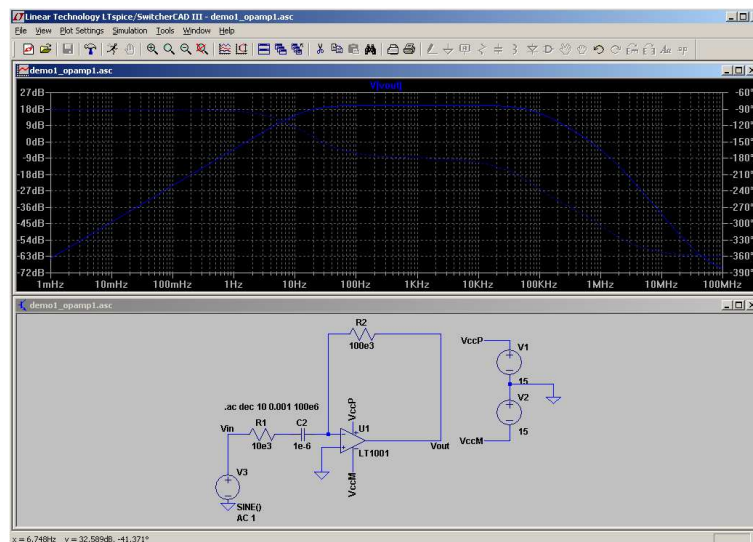 Linear Technology LTspice/SwitcherCAD III - demo1_opamp1.asc
File View Plot Settings Simulation Tools Window Help
demo1_opamp1.asc
V(vout)
27dB
18dB
9dB
0dB
-9dB
-18dB
-27dB
-36dB
-45dB
-54dB
-63dB
-72dB
-60°
-90°
-120°
-150°
-180°
-210°
-240°
-270°
-300°
-330°
-360°
-390°
1mHz 10mHz 100mHz 1Hz 10Hz 100Hz 1KHz 10KHz 100KHz 1MHz 10MHz 100MHz
demo1_opamp1.asc
R2
100e3
VccP
V1
15
V2
VccM
15
.ac dec 10 0.001 100e6
VccP
Vin
R1
C2
U1
10e3
1e-6
LT1001
Vout
VccM
V3
SINE()
AC 1
x = 6.748Hz y = 32.589dB, -41.371°